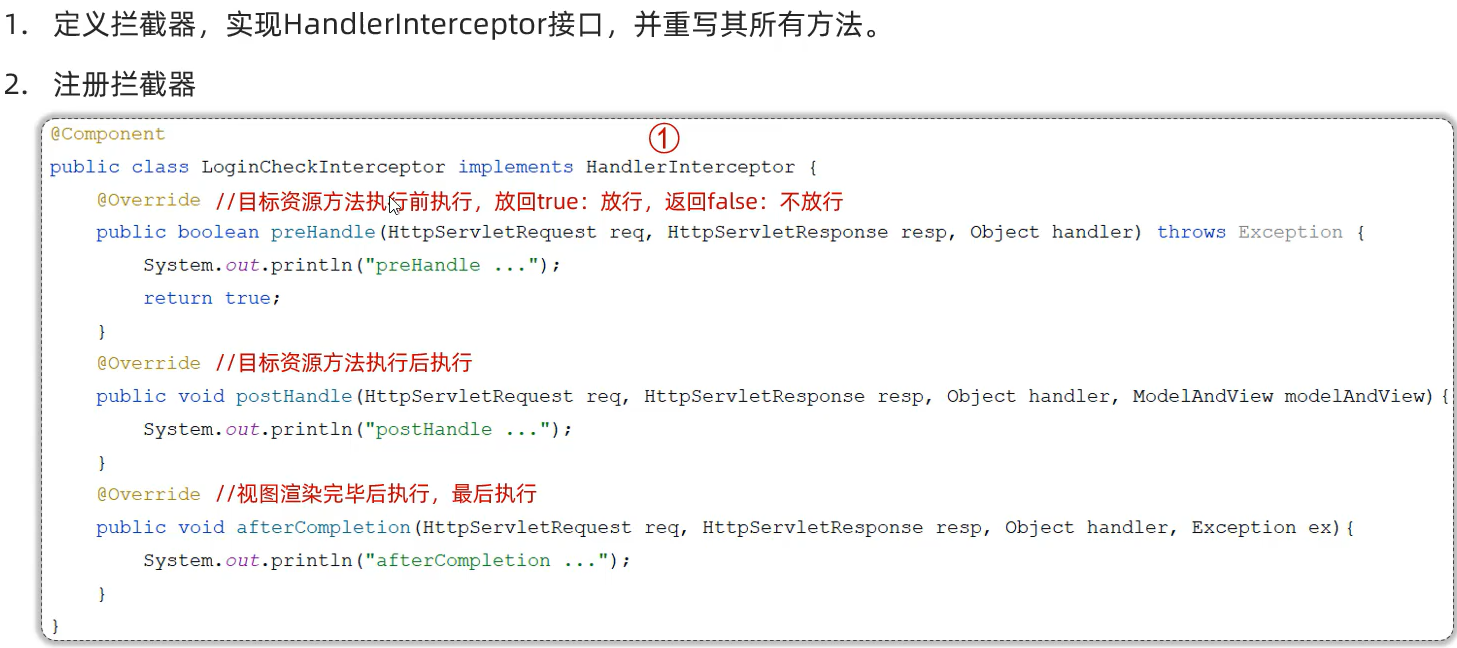 1. 定义拦截器，实现HandlerInterceptor接口，并重写其所有方法。
2. 注册拦截器
①
@Component
public class LoginCheckInterceptor implements HandlerInterceptor {
@Override //目标资源方法执行前执行，放回true：放行，返回false：不放行
public boolean preHandle(HttpServletRequest req, HttpServletResponse resp, Object handler) throws Exception {
System.out.println("preHandle ...");
return true;
}
@Override //目标资源方法执行后执行
public void postHandle(HttpServletRequest req, HttpServletResponse resp, Object handler, ModelAndView modelAndView){
System.out.println("postHandle ...");
}
@Override //视图渲染完毕后执行，最后执行
public void afterCompletion(HttpServletRequest req, HttpServletResponse resp, Object handler, Exception ex){
System.out.println("afterCompletion ...");
}
}